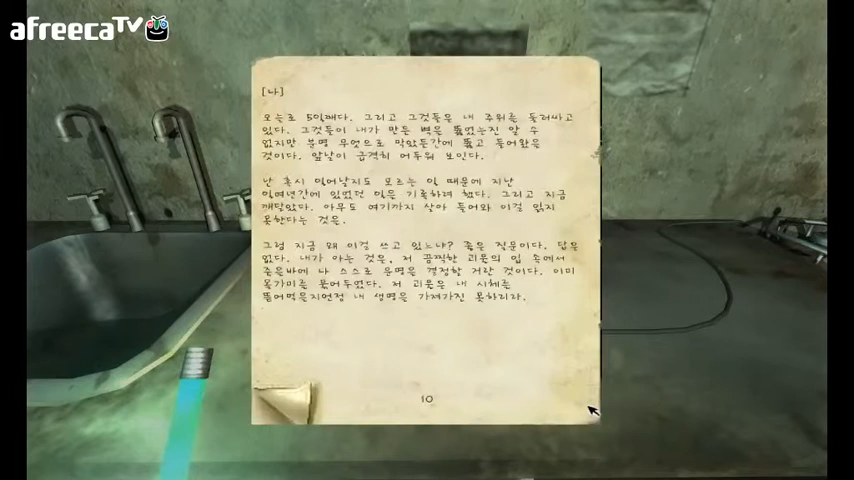 afreecaTV
[나]
오늘로 5일째다. 그리고 그것들은 내 주위를 둘러싸고
있다. 그것들이 내가 만든 벽을 뚫었는진 알 수
없지만 분명 무엇으로 막았든간에 뚫고 들어왔을
것이다. 앞날이 급격히 어두워 보인다.
난 혹시 일어날지도 모르는 일 때문에 지난
일여년간에 있었던 일을 기록하려 했다. 그리고 지금
깨달았다. 아무도 여기까지 살아 들어와 이걸 읽지
못한다는 것을.
그럼 지금 왜 이걸 쓰고 있느냐? 좋은 질문이다. 답은
없다. 내가 아는 것은, 저 끔찍한 괴물의 입 속에서
죽을바에 나 스스로 운명을 결정할 거란 것이다. 이미
올가미를 묶어두었다. 저 괴물은 내 시체를
뜯어먹을지언정 내 생명을 가져가진 못하리라.
10